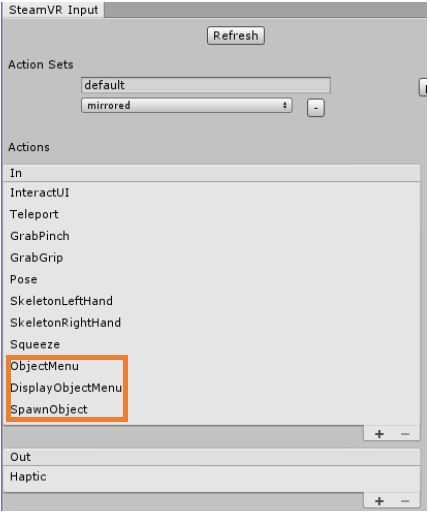 SteamVR Input
Refresh
Action Sets
default
mirrored
-
Actions
In
InteractUI
Teleport
GrabPinch
GrabGrip
Pose
SkeletonLeftHand
SkeletonRightHand
Squeeze
ObjectMenu
DisplayObjectMenu
SpawnObject
+ −
Out
Haptic
+ −